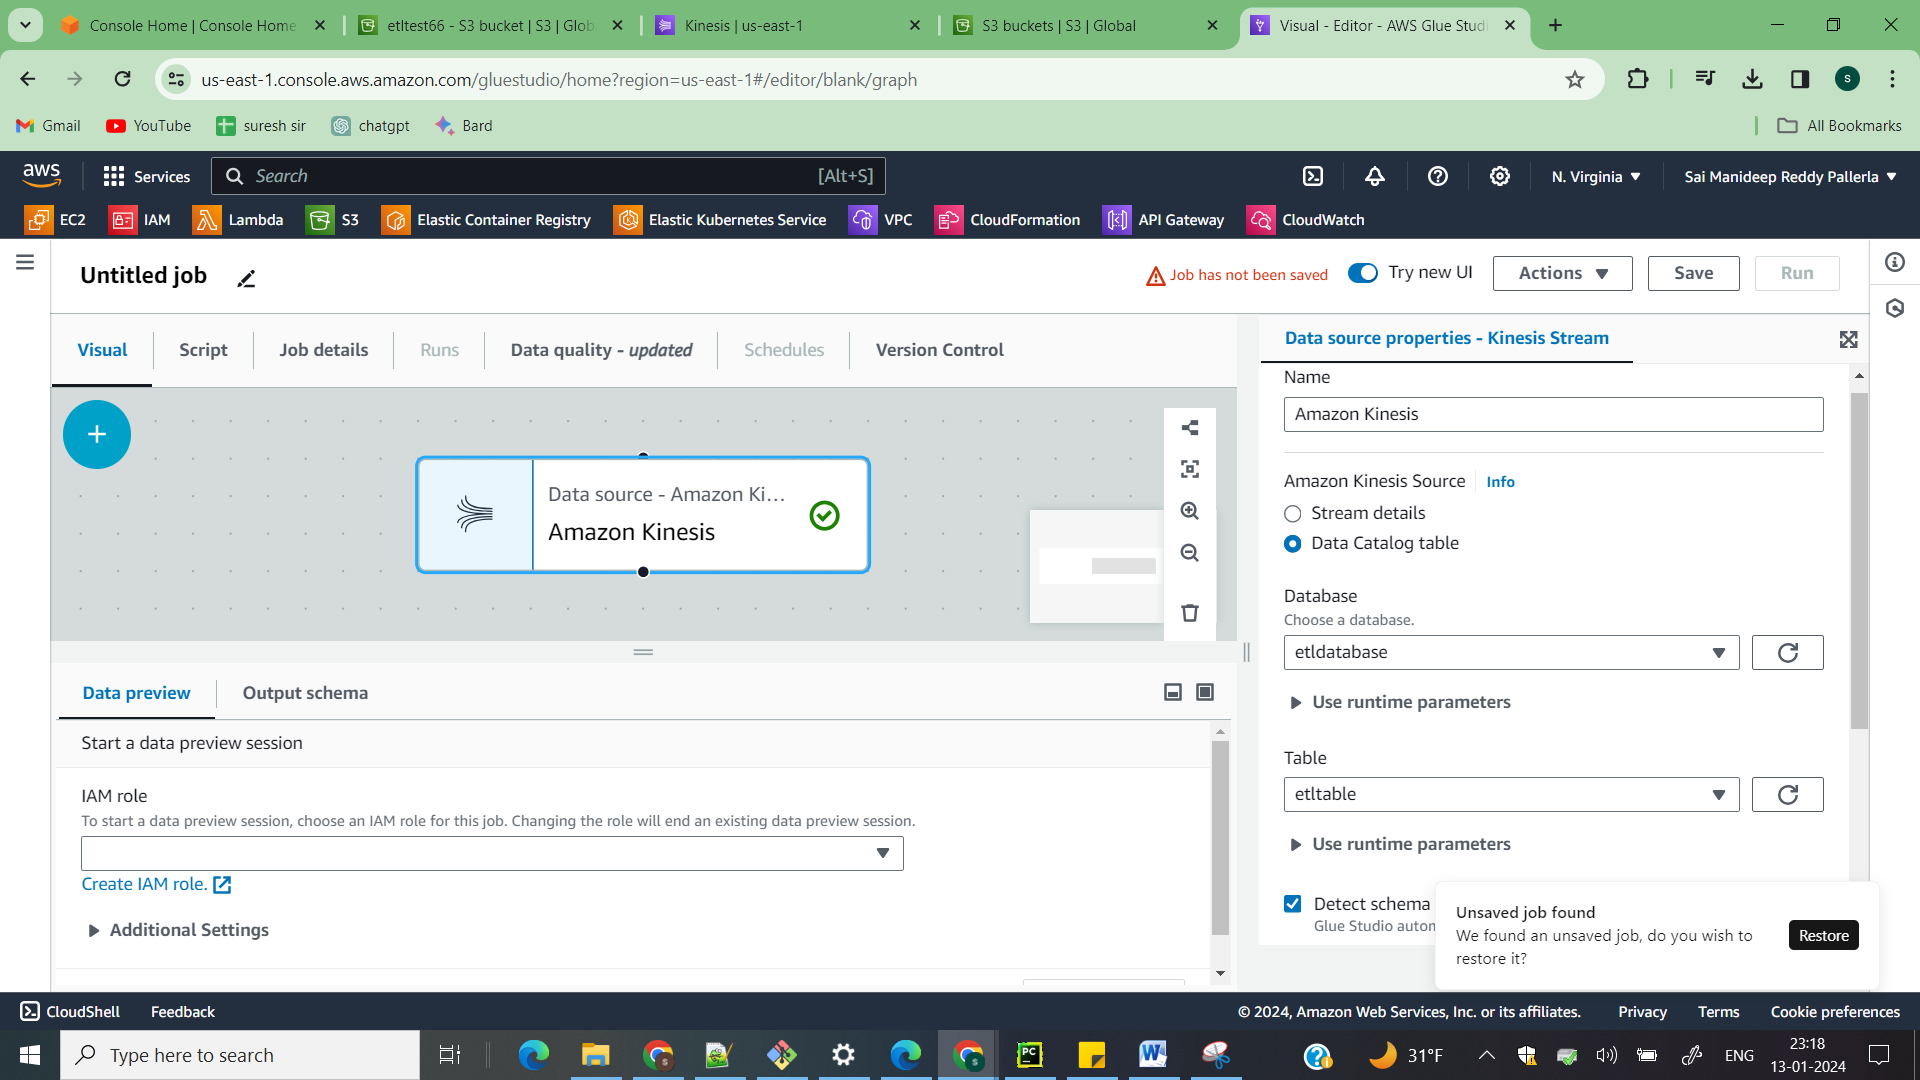 Console Home | Console Home
etltest66 - S3 bucket | S3 | Glob
Kinesis | us-east-1
S3 buckets | S3 | Global
Visual - Editor - AWS Glue Studi
us-east-1.console.aws.amazon.com/gluestudio/home?region=us-east-1#/editor/blank/graph
S
Gmail
YouTube
suresh sir
chatgpt
Bard
All Bookmarks
aws
Services
Search
[Alt+S]
N. Virginia
Sai Manideep Reddy Pallerla
EC2
IAM
Lambda
S3
Elastic Container Registry
Elastic Kubernetes Service
VPC
CloudFormation
API Gateway
CloudWatch
Untitled job
Job has not been saved
Try new UI
Actions
Save
Run
Visual
Script
Job details
Runs
Data quality - updated
Schedules
Version Control
Data source - Amazon Ki...
Amazon Kinesis
Data preview
Output schema
Start a data preview session
IAM role
To start a data preview session, choose an IAM role for this job. Changing the role will end an existing data preview session.
Create IAM role.
Additional Settings
Data source properties - Kinesis Stream
Name
Amazon Kinesis
Amazon Kinesis Source
Info
Stream details
Data Catalog table
Database
Choose a database.
etldatabase
Use runtime parameters
Table
etltable
Use runtime parameters
Detect schema
Glue Studio auton
Unsaved job found
We found an unsaved job, do you wish to
restore it?
Restore
CloudShell
Feedback
© 2024, Amazon Web Services, Inc. or its affiliates.
Privacy
Terms
Cookie preferences
Type here to search
PC
31°F
ENG
23:18
13-01-2024